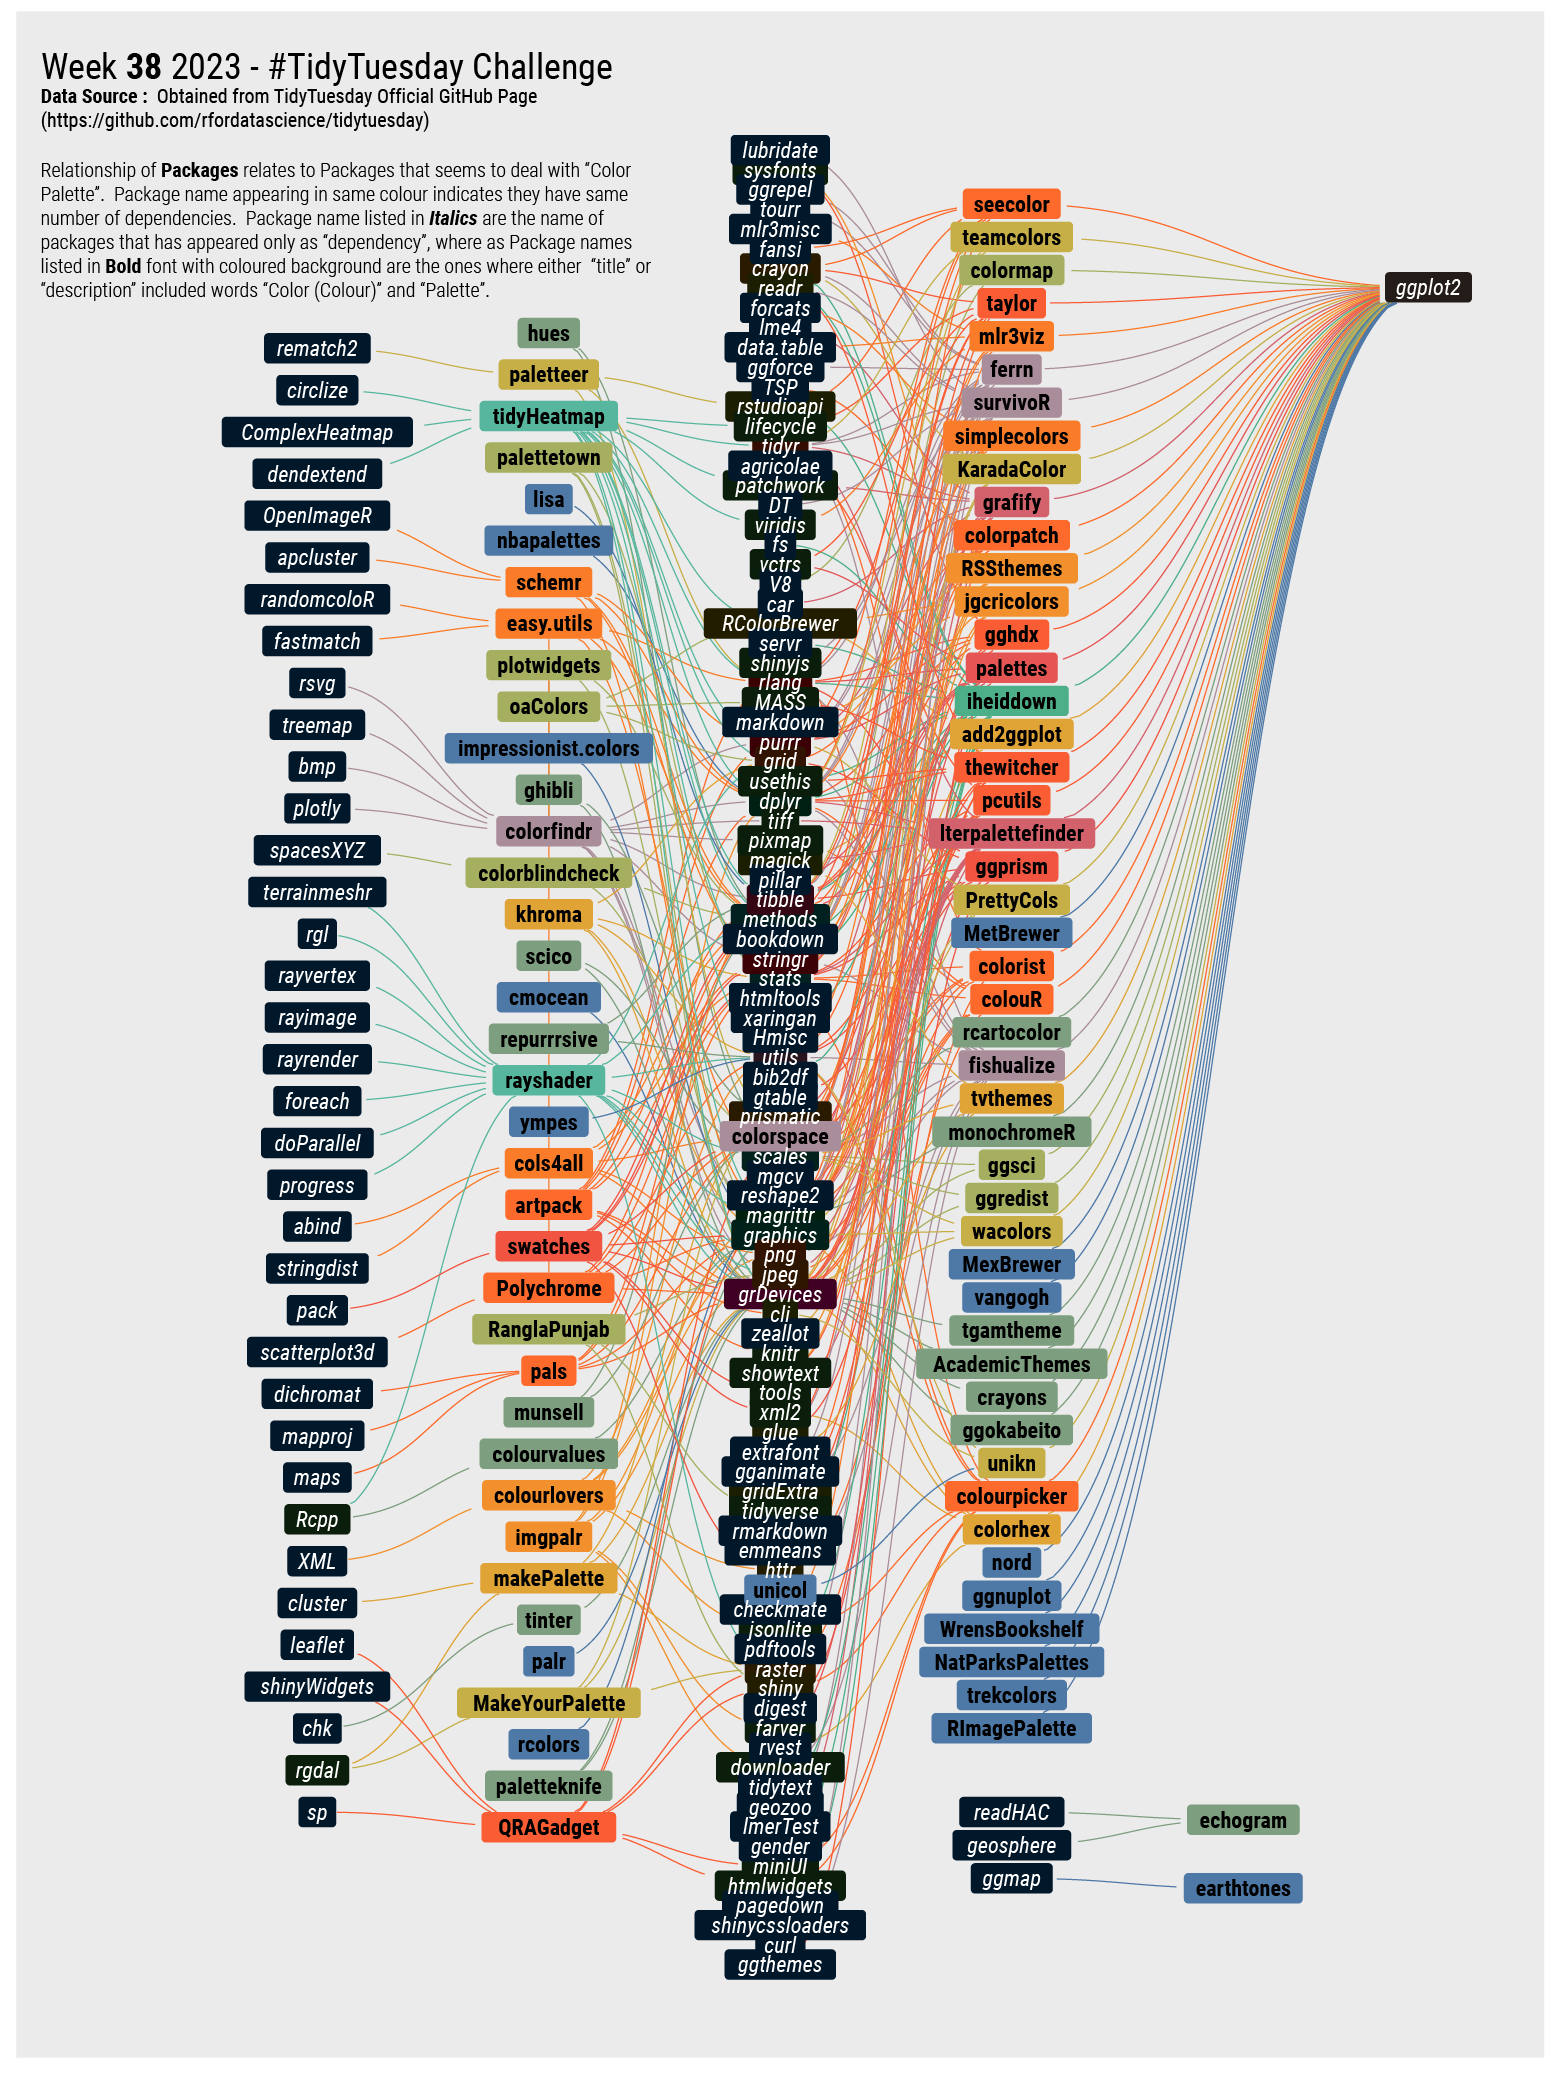 Week 38 2023 - #TidyTuesday Challenge
Data Source : Obtained from TidyTuesday Official GitHub Page
(https://github.com/rfordatascience/tidytuesday)
Relationship of Packages relates to Packages that seems to deal with “Color
Palette”. Package name appearing in same colour indicates they have same
number of dependencies. Package name listed in Italics are the name of
packages that has appeared only as “dependency”, where as Package names
listed in Bold font with coloured background are the ones where either “title” or
“description” included words “Color (Colour)” and “Palette”.
rematch2
circlize
ComplexHeatmap
dendextend
OpenImageR
apcluster
randomcoloR
fastmatch
rsvg
treemap
bmp
plotly
spacesXYZ
terrainmeshr
rgl
rayvertex
rayimage
rayrender
foreach
doParallel
progress
abind
stringdist
pack
scatterplot3d
dichromat
mapproj
maps
Rcpp
XML
cluster
leaflet
shinyWidgets
chk
rgdal
sp
hues
paletteer
tidyHeatmap
palettetown
lisa
nbapalettes
schemr
easy.utils
plotwidgets
oaColors
impressionist.colors
ghibli
colorfindr
colorblindcheck
khroma
scico
cmocean
repurrrsive
rayshader
ympes
cols4all
artpack
swatches
Polychrome
RanglaPunjab
pals
munsell
colourvalues
colourlovers
imgpalr
makePalette
tinter
palr
MakeYourPalette
rcolors
paletteknife
QRAGadget
lubridate
sysfonts
ggrepel
tourr
mlr3misc
fansi
crayon
readr
forcats
lme4
data.table
ggforce
TSP
rstudioapi
lifecycle
tidyr
agricolae
patchwork
DT
viridis
fs
vctrs
V8
car
RColorBrewer
servr
shinyjs
rlang
MASS
markdown
purrr
grid
usethis
dplyr
tiff
pixmap
magick
pillar
tibble
methods
bookdown
stringr
stats
htmltools
xaringan
Hmisc
utils
bib2df
gtable
prismatic
colorspace
scales
mgcv
reshape2
magrittr
graphics
png
jpeg
grDevices
cli
zeallot
knitr
showtext
tools
xml2
glue
extrafont
gganimate
gridExtra
tidyverse
rmarkdown
emmeans
httr
unicol
checkmate
jsonlite
pdftools
raster
shiny
digest
farver
rvest
downloader
tidytext
geozoo
lmerTest
gender
miniUI
htmlwidgets
pagedown
shinycssloaders
curl
ggthemes
seecolor
teamcolors
colormap
taylor
mlr3viz
ferrn
survivoR
simplecolors
KaradaColor
grafify
colorpatch
RSSthemes
jgcricolors
gghdx
palettes
iheiddown
add2ggplot
thewitcher
pcutils
lterpalettefinder
ggprism
PrettyCols
MetBrewer
colorist
colouR
rcartocolor
fishualize
tvthemes
monochromeR
ggsci
ggredist
wacolors
MexBrewer
vangogh
tgamtheme
AcademicThemes
crayons
ggokabeito
unikn
colourpicker
colorhex
nord
ggnuplot
WrensBookshelf
NatParksPalettes
trekcolors
RImagePalette
readHAC
geosphere
ggmap
ggplot2
echogram
earthtones